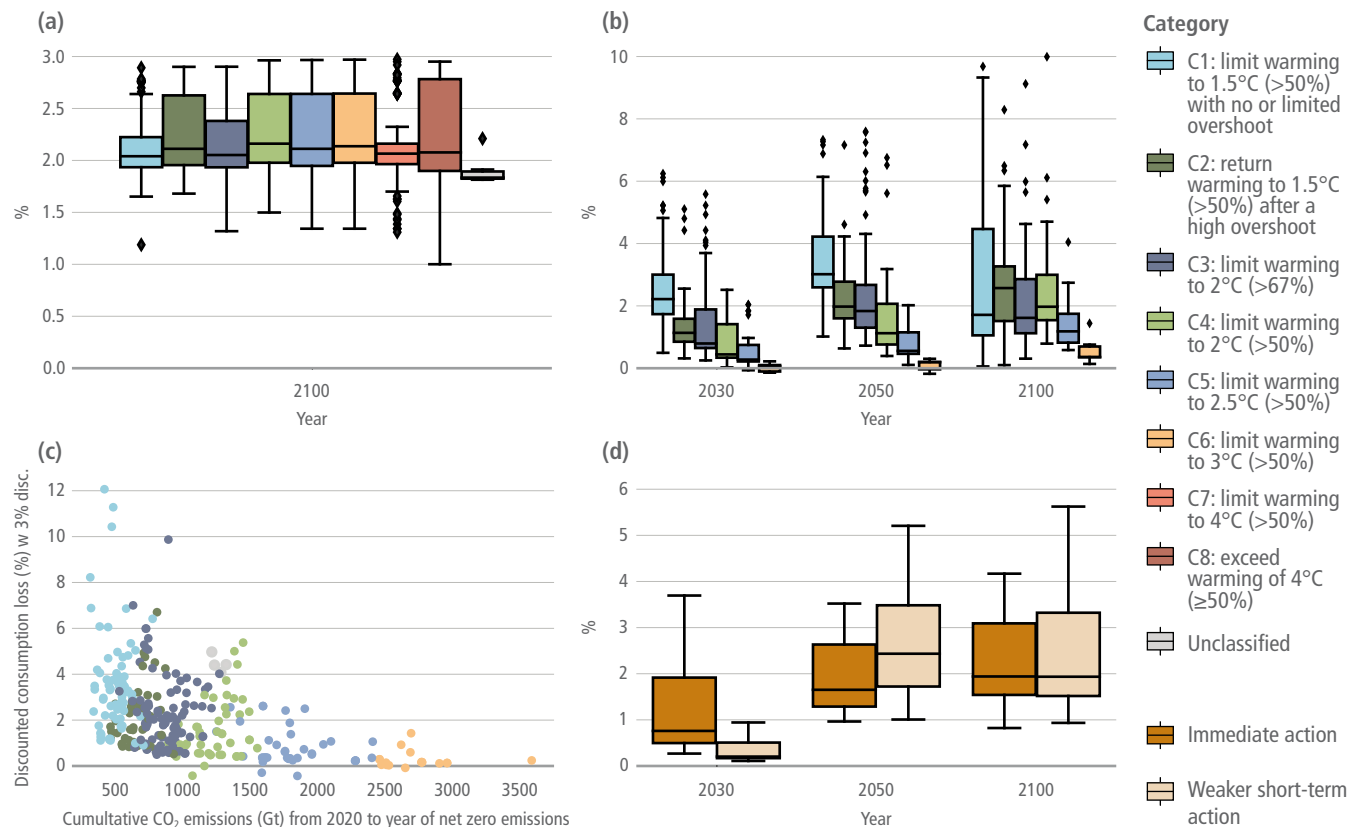 (a)
3.0
2.5
2.0
1.5
1.0
0.5
0.0
%
2100
Year
(b)
10
8
6
4
2
0
%
2030
2050
2100
Year
(c)
Discounted consumption loss (%) w 3% disc.
12
10
8
6
4
2
0
500
1000
1500
2000
2500
3000
3500
Cumultative CO₂ emissions (Gt) from 2020 to year of net zero emissions
(d)
6
5
4
3
2
1
0
%
2030
2050
2100
Year
Category
C1: limit warming
to 1.5°C (>50%)
with no or limited
overshoot
C2: return
warming to 1.5°C
(>50%) after a
high overshoot
C3: limit warming
to 2°C (>67%)
C4: limit warming
to 2°C (>50%)
C5: limit warming
to 2.5°C (>50%)
C6: limit warming
to 3°C (>50%)
C7: limit warming
to 4°C (>50%)
C8: exceed
warming of 4°C
(≥50%)
Unclassified
Immediate action
Weaker short-term
action